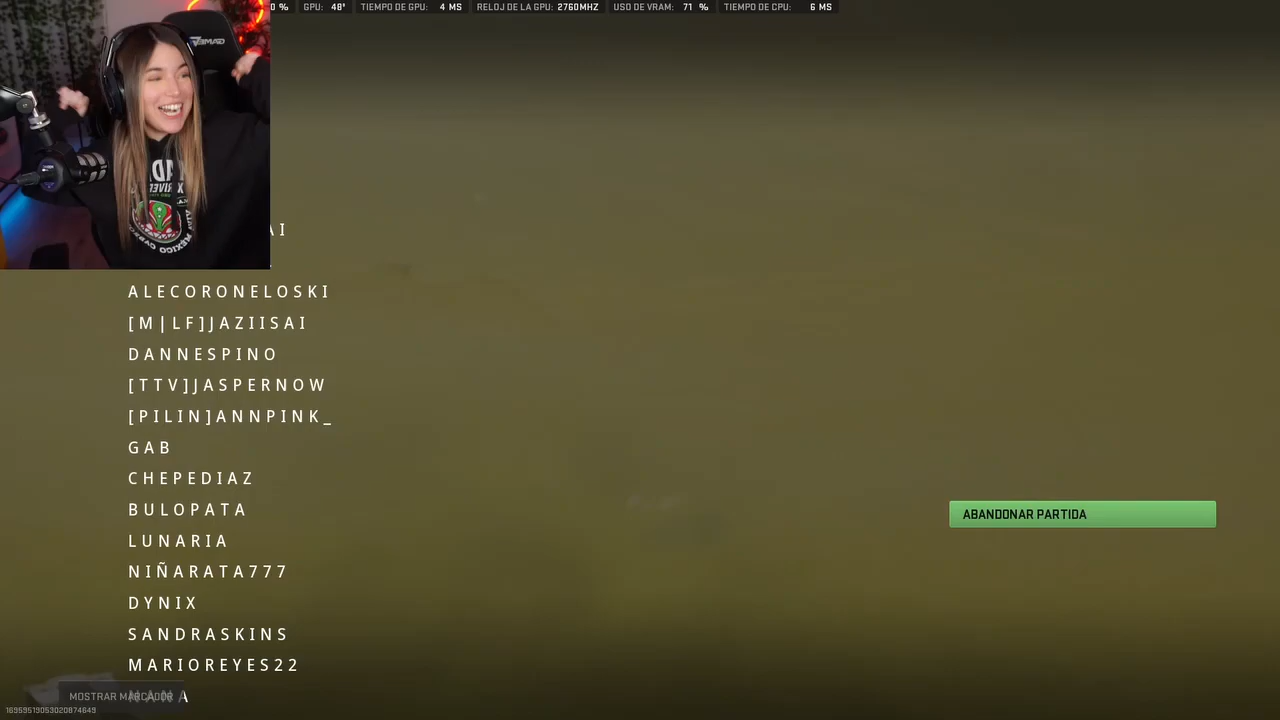 0 % GPU: 48° TIEMPO DE GPU: 4 MS RELOJ DE LA GPU: 2760MHZ USO DE VRAM: 71 % TIEMPO DE CPU: 6 MS
AI
ALECORONELOSKI
[M|LF]JAZIISAI
DANNESPINO
[TTV]JASPERNOW
[PILIN]ANNPINK_
GAB
CHEPEDIAZ
BULOPATA
ABANDONAR PARTIDA
LUNARIA
NIÑARATA777
DYNIX
SANDRASKINS
MARIOREYES22
MOSTRAR MARCADOR